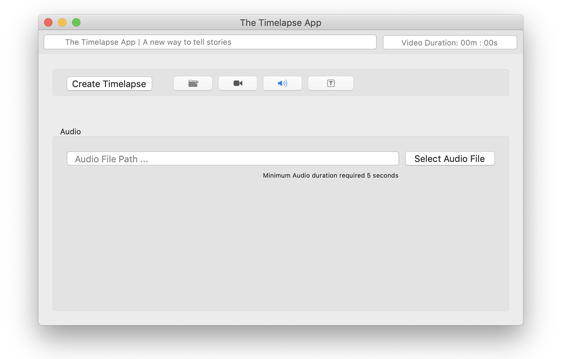 The Timelapse App
The Timelapse App | A new way to tell stories
Video Duration: 00m : 00s
Create Timelapse
T
Audio
Audio File Path ...
Select Audio File
Minimum Audio duration required 5 seconds